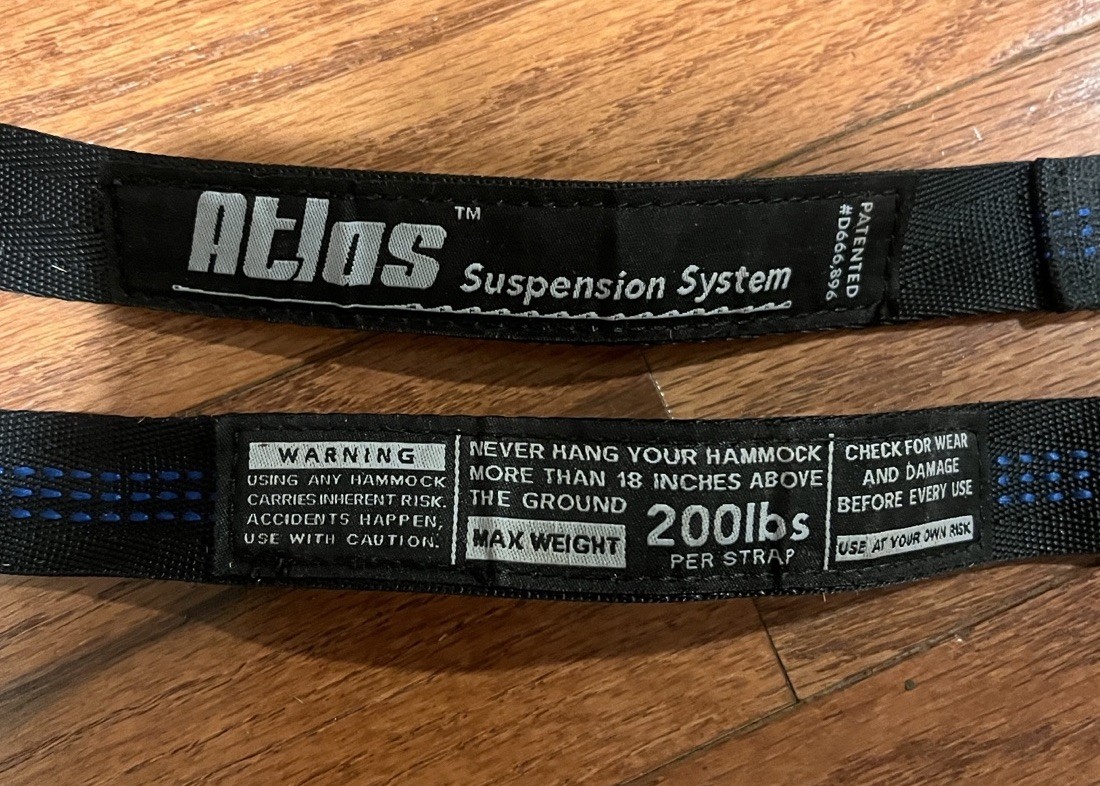 Atlas™
Suspension System
PATENTED
#D666,896
WARNING
USING ANY HAMMOCK
CARRIES INHERENT RISK.
ACCIDENTS HAPPEN,
USE WITH CAUTION.
NEVER HANG YOUR HAMMOCK
MORE THAN 18 INCHES ABOVE
THE GROUND
MAX WEIGHT
200lbs
PER STRAP
CHECK FOR WEAR
AND DAMAGE
BEFORE EVERY USE
USE AT YOUR OWN RISK